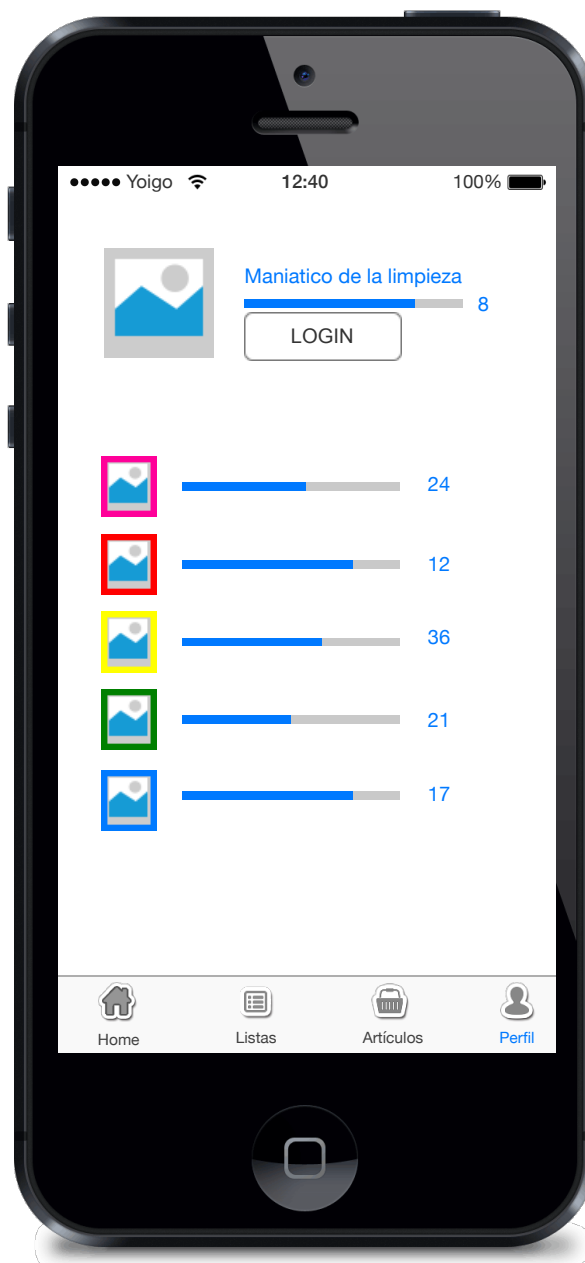 Yoigo 12:40 100%
Maniatico de la limpieza
8
LOGIN
24
12
36
21
17
Home Listas Artículos Perfil